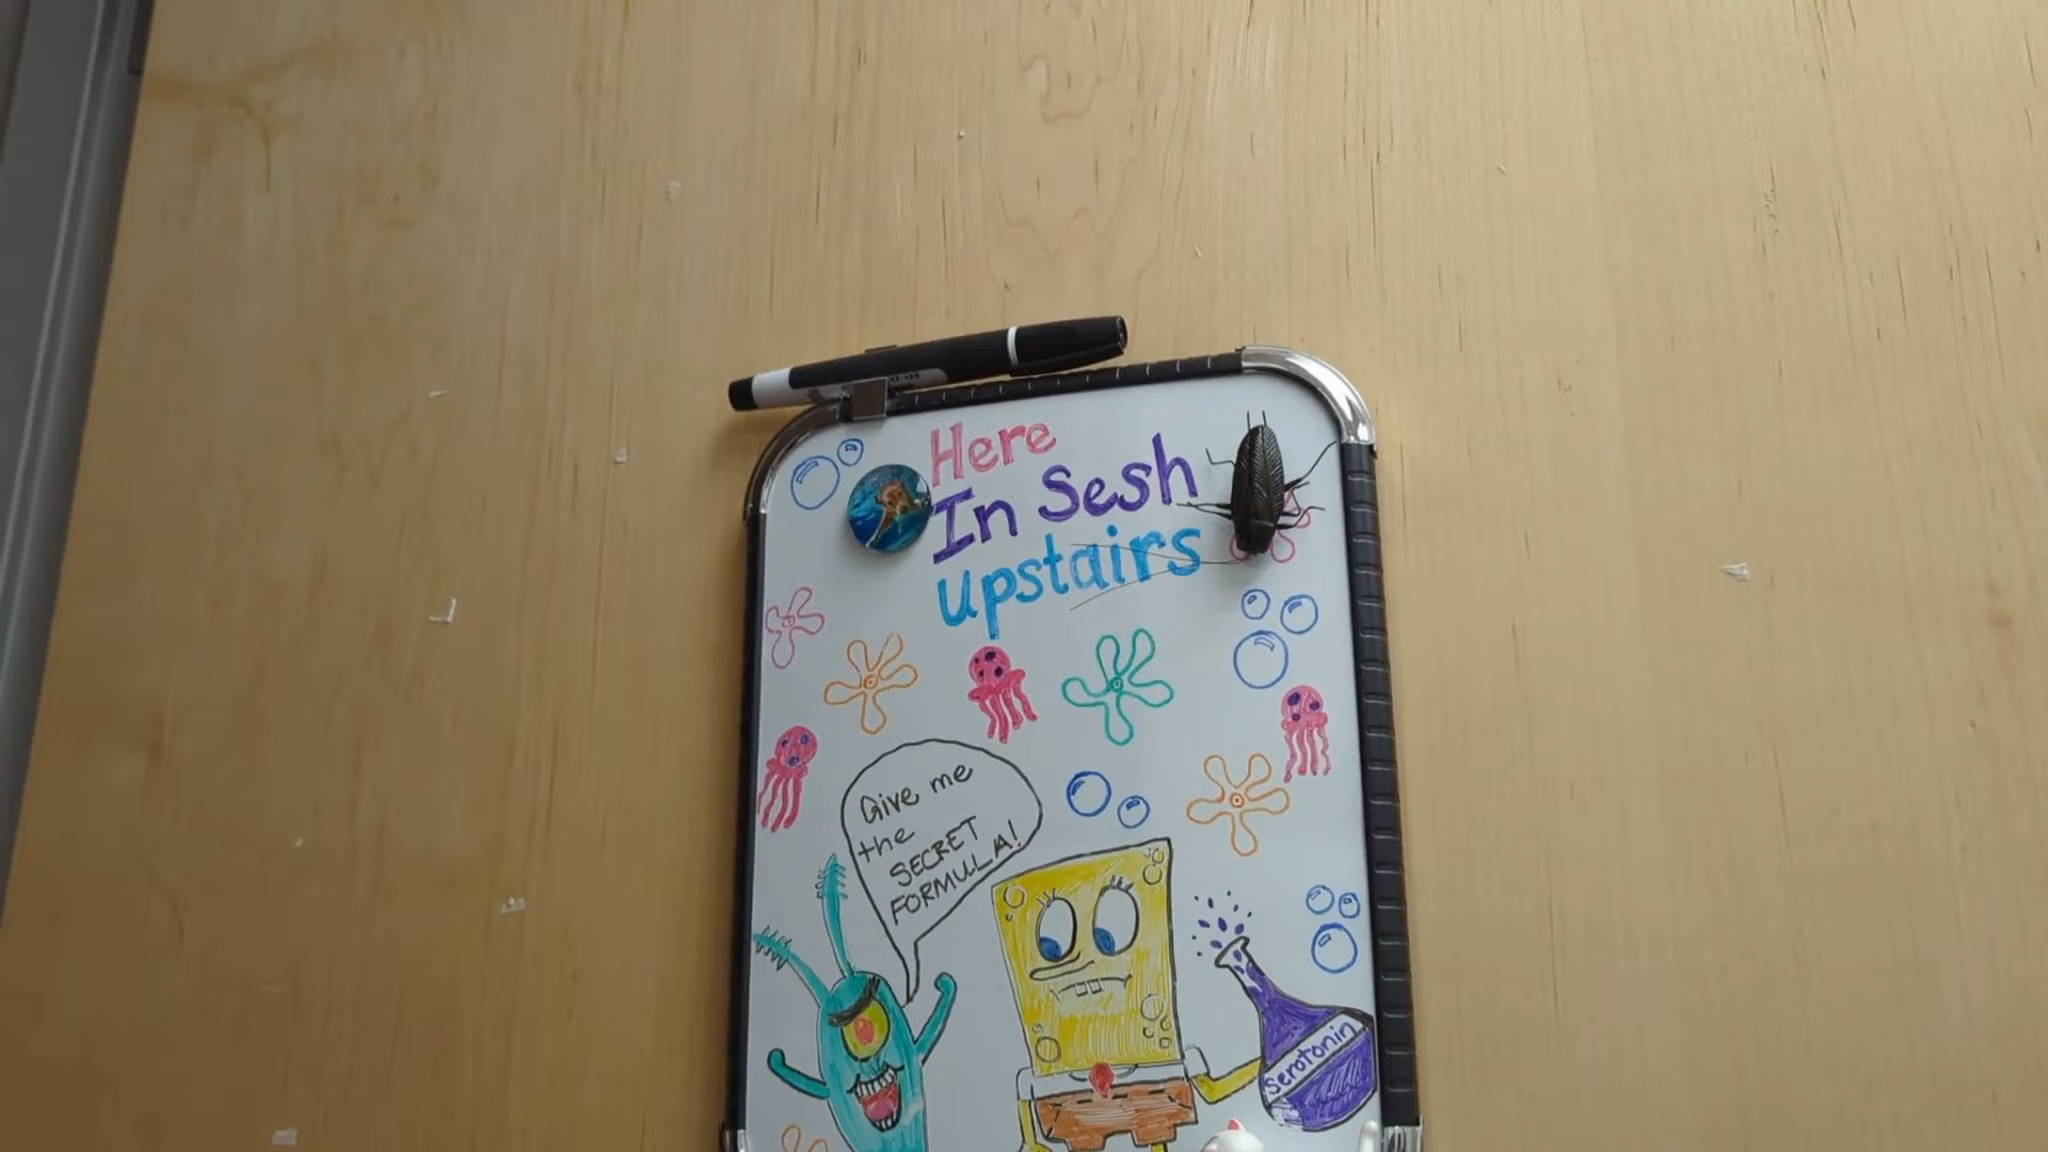 Here
In Sesh
upstairs
Give me
the
SECRET
FORMULA!
Serotonin